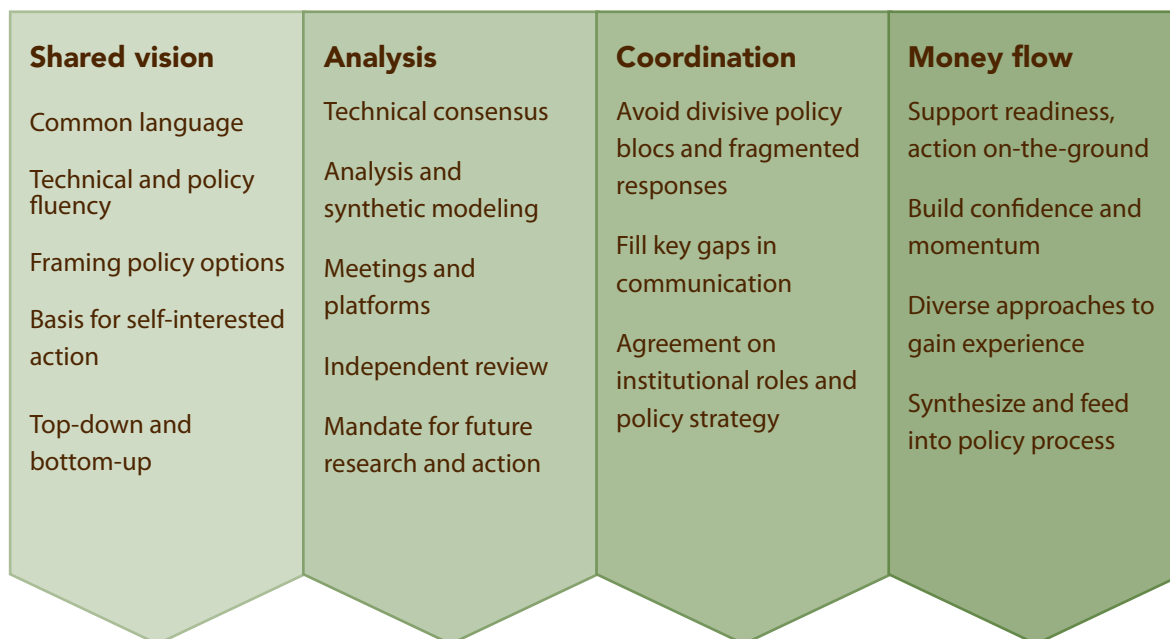 Shared vision
Common language
Technical and policy
fluency
Framing policy options
Basis for self-interested
action
Top-down and
bottom-up
Analysis
Technical consensus
Analysis and
synthetic modeling
Meetings and
platforms
Independent review
Mandate for future
research and action
Coordination
Avoid divisive policy
blocs and fragmented
responses
Fill key gaps in
communication
Agreement on
institutional roles and
policy strategy
Money flow
Support readiness,
action on-the-ground
Build confidence and
momentum
Diverse approaches to
gain experience
Synthesize and feed
into policy process